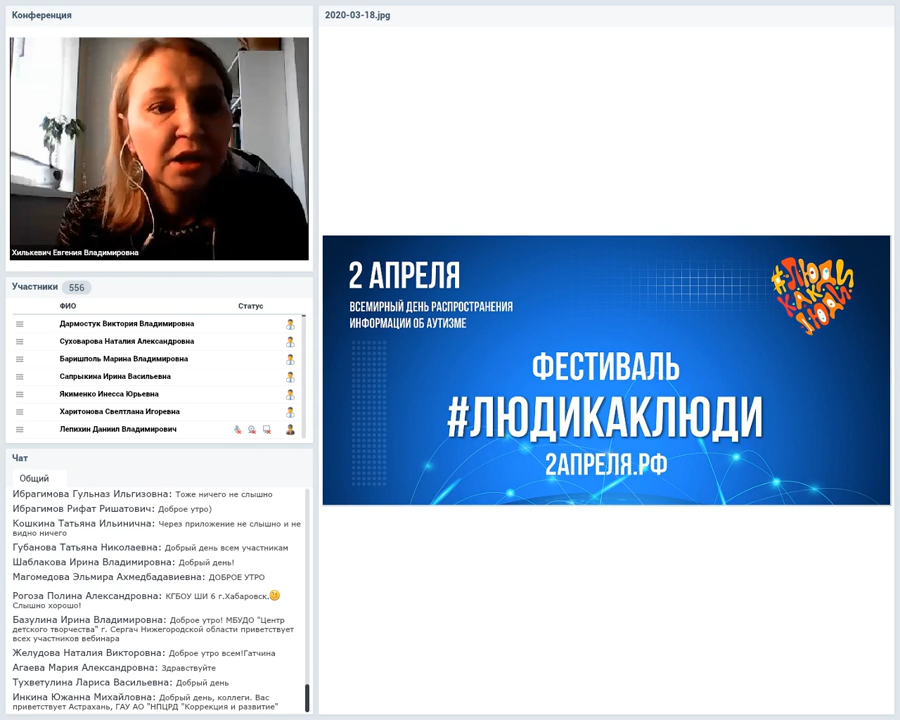 Конференция
Хилькевич Евгения Владимировна
Участники 556
ФИО Статус
Дармостук Виктория Владимировна
Суховарова Наталия Александровна
Баришполь Марина Владимировна
Сапрыкина Ирина Васильевна
Якименко Инесса Юрьевна
Харитонова Свелтлана Игоревна
Лепихин Даниил Владимирович
Чат
Общий
Ибрагимова Гульназ Ильгизовна: Тоже ничего не слышно
Ибрагимов Рифат Ришатович: Доброе утро)
Кошкина Татьяна Ильинична: Через приложение не слышно и не
видно ничего
Губанова Татьяна Николаевна: Добрый день всем участникам
Шаблакова Ирина Владимировна: Добрый день!
Магомедова Эльмира Ахмедбадавиевна: ДОБРОЕ УТРО
Рогоза Полина Александровна: КГБОУ ШИ 6 г.Хабаровск.
Слышно хорошо!
Базулина Ирина Владимировна: Доброе утро! МБУДО "Центр
детского творчества" г. Сергач Нижегородской области приветствует
всех участников вебинара
Желудова Наталия Викторовна: Доброе утро всем!Гатчина
Агаева Мария Александровна: Здравствуйте
Тухветулина Лариса Васильевна: Добрый день
Инкина Южанна Михайловна: Добрый день, коллеги. Вас
приветствует Астрахань, ГАУ АО "НПЦРД "Коррекция и развитие"
2020-03-18.jpg
2 АПРЕЛЯ
ВСЕМИРНЫЙ ДЕНЬ РАСПРОСТРАНЕНИЯ
ИНФОРМАЦИИ ОБ АУТИЗМЕ
#ЛЮДИ
КАК
ЛЮДИ
ФЕСТИВАЛЬ
#ЛЮДИКАКЛЮДИ
2АПРЕЛЯ.РФ